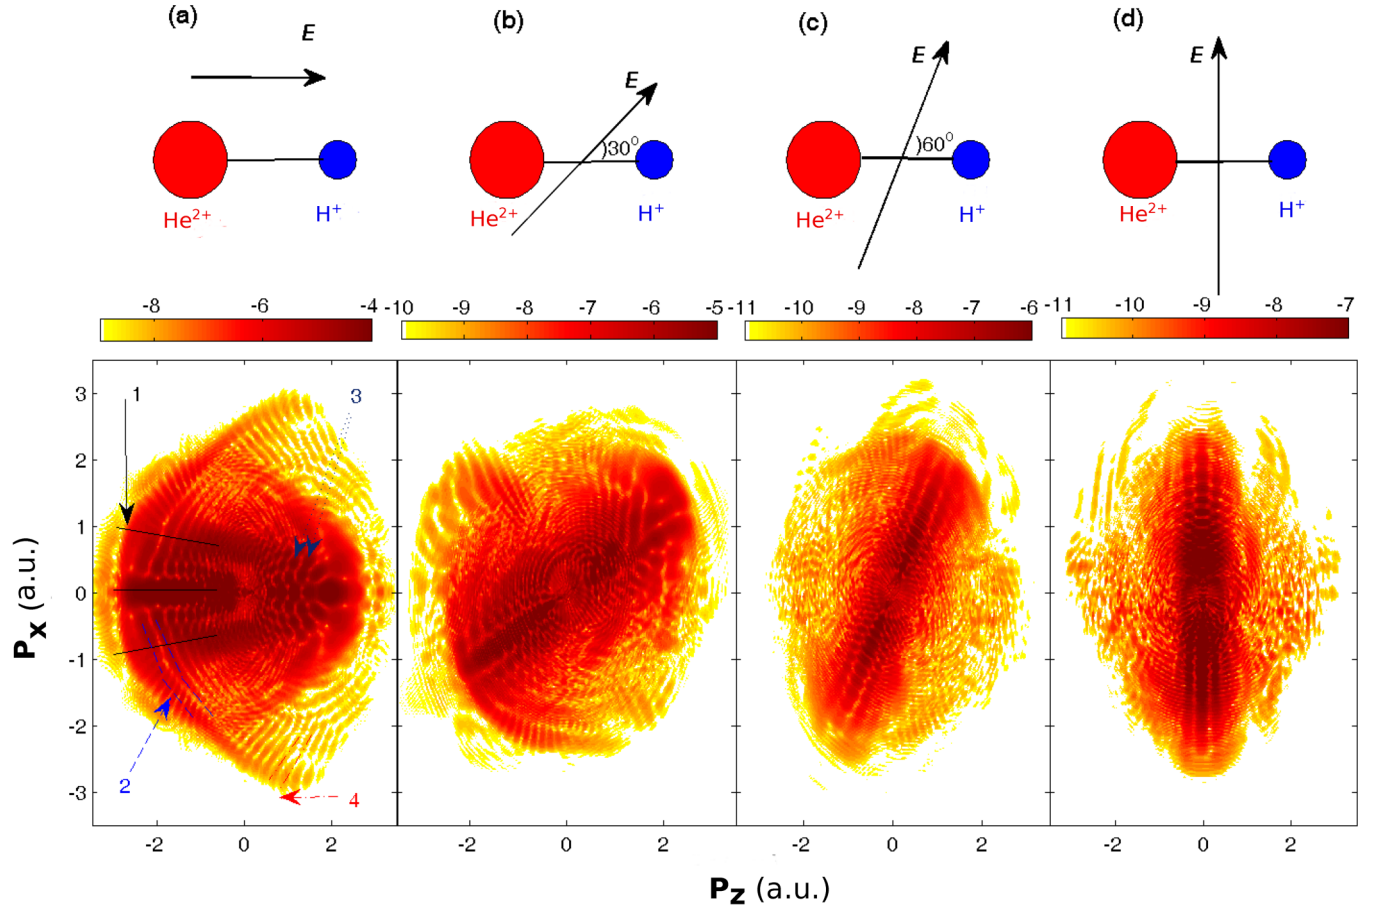 (a) (b) (c) (d)
E E E E
)30⁰ )60⁰
He²⁺ H⁺ He²⁺ H⁺ He²⁺ H⁺ He²⁺ H⁺
-8 -6 -4 -10 -9 -8 -7 -6 -5 -11 -10 -9 -8 -7 -6 -11 -10 -9 -8 -7
1 3
3
2
1
0
-1
-2
-3
2 4
-2 0 2 -2 0 2 -2 0 2 -2 0 2
Px (a.u.)
Pz (a.u.)